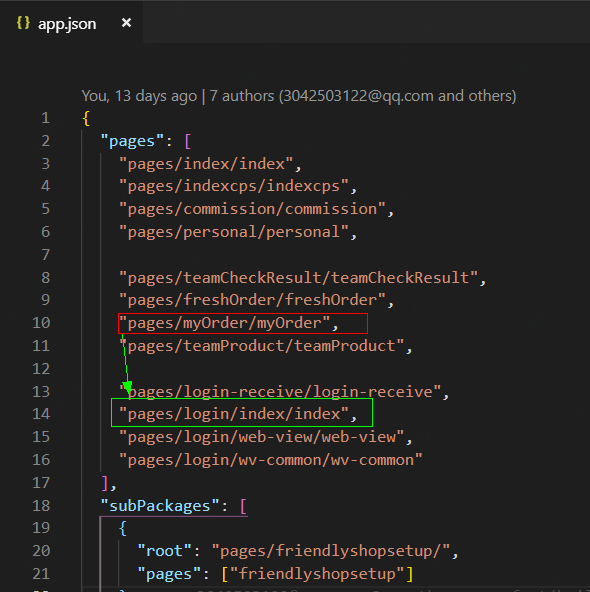 {} app.json ×
You, 13 days ago | 7 authors (3042503122@qq.com and others)
1 {
2 "pages": [
3 "pages/index/index",
4 "pages/indexcps/indexcps",
5 "pages/commission/commission",
6 "pages/personal/personal",
7
8 "pages/teamCheckResult/teamCheckResult",
9 "pages/freshOrder/freshOrder",
10 "pages/myOrder/myOrder",
11 "pages/teamProduct/teamProduct",
12
13 "pages/login-receive/login-receive",
14 "pages/login/index/index",
15 "pages/login/web-view/web-view",
16 "pages/login/wv-common/wv-common"
17 ],
18 "subPackages": [
19 {
20 "root": "pages/friendlyshopsetup/",
21 "pages": ["friendlyshopsetup"]